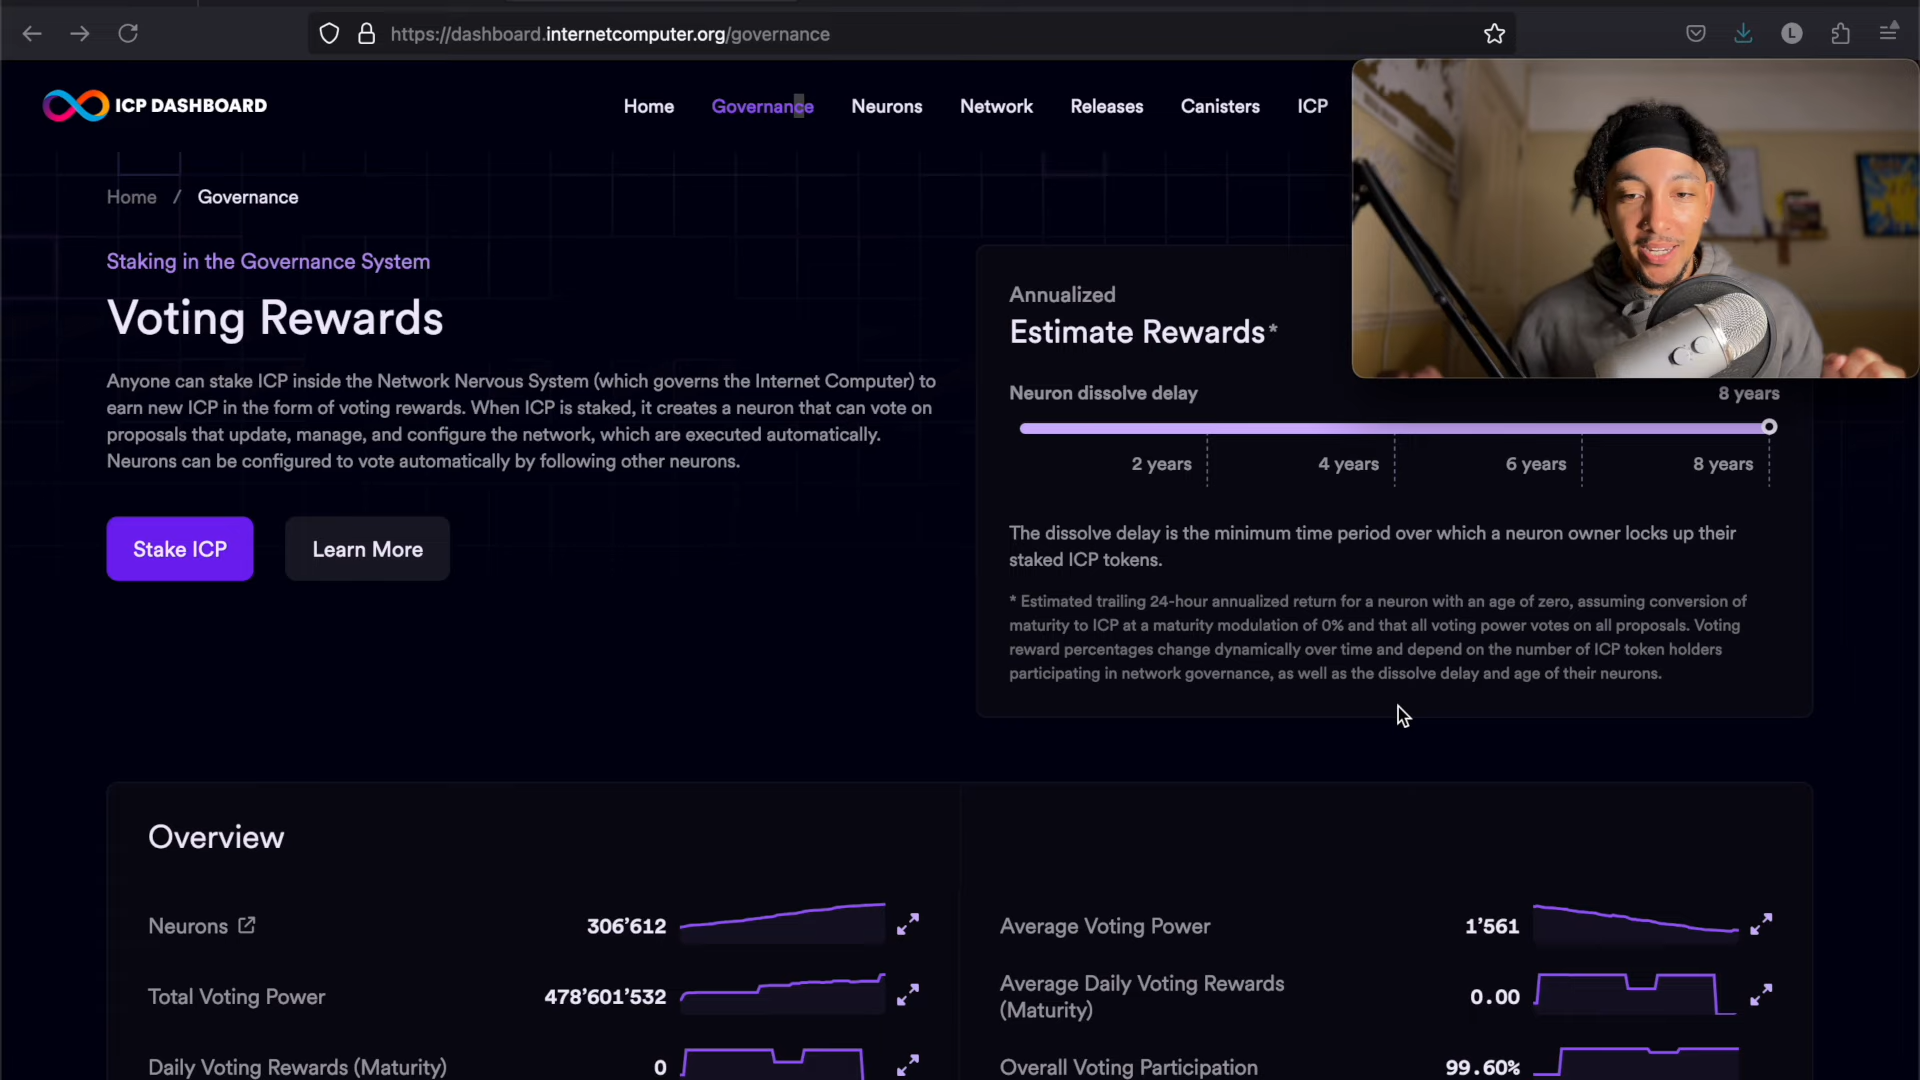 https://dashboard.internetcomputer.org/governance
L
ICP DASHBOARD
Home
Governance
Neurons
Network
Releases
Canisters
ICP
Home / Governance
Staking in the Governance System
Voting Rewards
Anyone can stake ICP inside the Network Nervous System (which governs the Internet Computer) to
earn new ICP in the form of voting rewards. When ICP is staked, it creates a neuron that can vote on
proposals that update, manage, and configure the network, which are executed automatically.
Neurons can be configured to vote automatically by following other neurons.
Stake ICP
Learn More
Annualized
Estimate Rewards*
Neuron dissolve delay
8 years
2 years
4 years
6 years
8 years
The dissolve delay is the minimum time period over which a neuron owner locks up their
staked ICP tokens.
* Estimated trailing 24-hour annualized return for a neuron with an age of zero, assuming conversion of
maturity to ICP at a maturity modulation of 0% and that all voting power votes on all proposals. Voting
reward percentages change dynamically over time and depend on the number of ICP token holders
participating in network governance, as well as the dissolve delay and age of their neurons.
Overview
Neurons 306’612
Total Voting Power 478’601’532
Daily Voting Rewards (Maturity) 0
Average Voting Power 1’561
Average Daily Voting Rewards
(Maturity) 0.00
Overall Voting Participation 99.60%